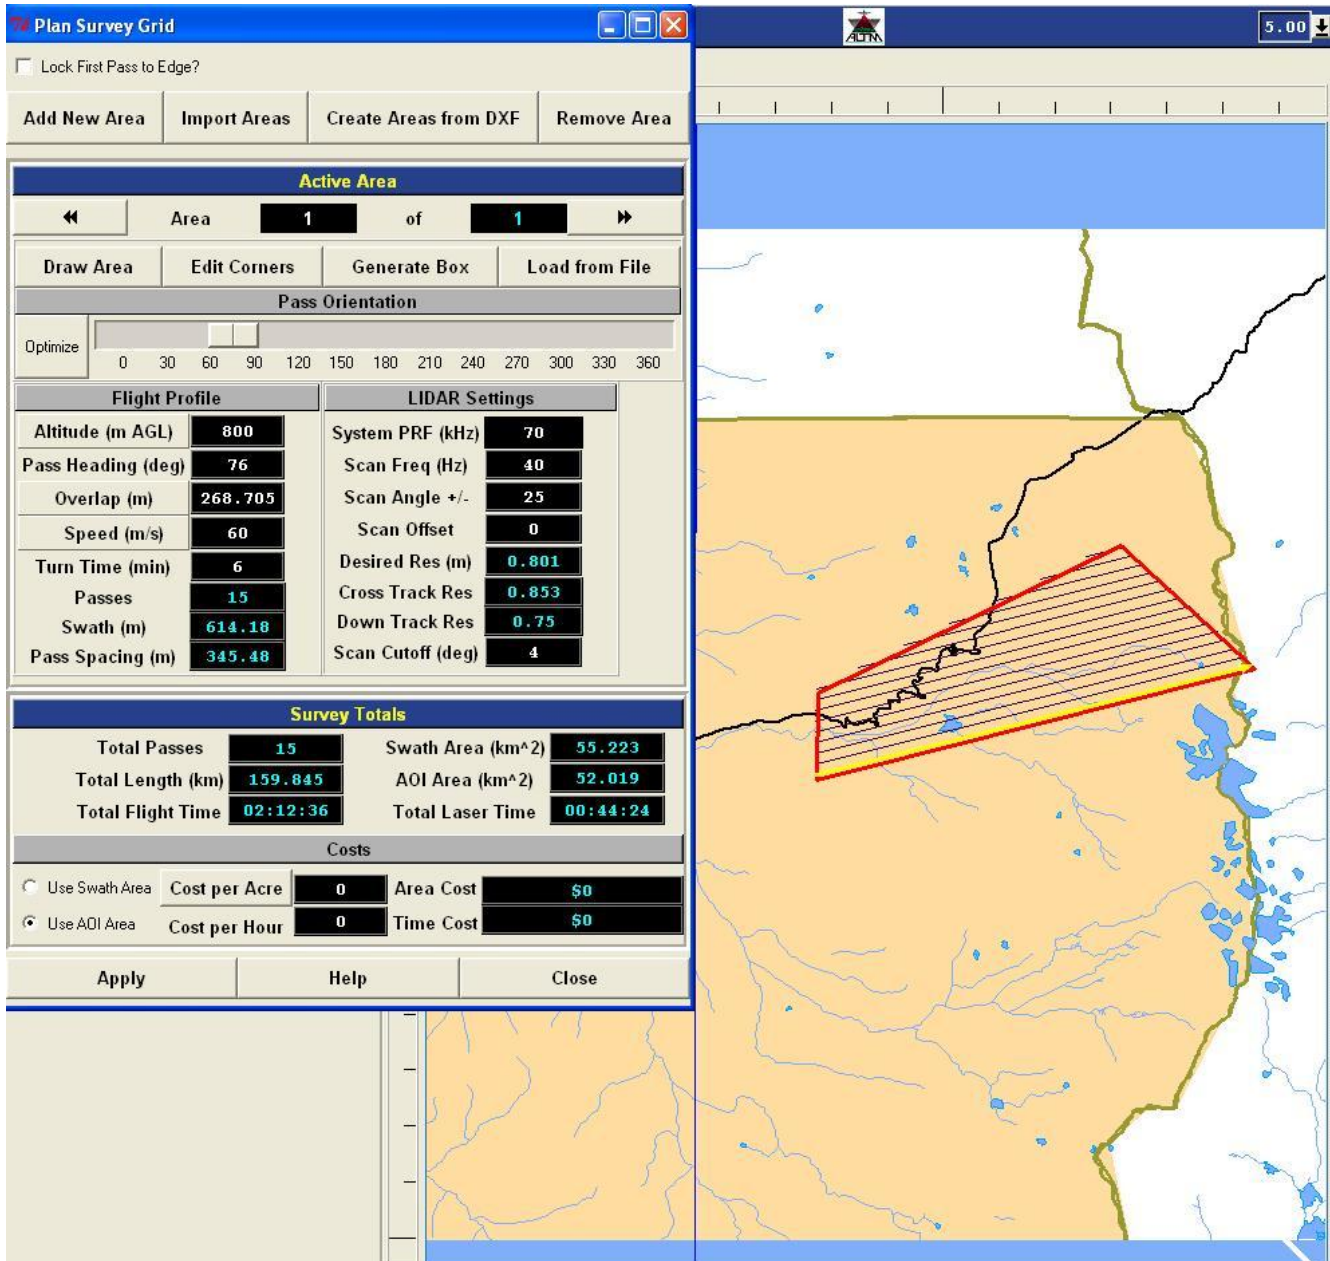 Plan Survey Grid
5.00
Lock First Pass to Edge?
Add New Area Import Areas Create Areas from DXF Remove Area
Active Area
Area 1 of 1
Draw Area Edit Corners Generate Box Load from File
Pass Orientation
Optimize
0 30 60 90 120 150 180 210 240 270 300 330 360
Flight Profile LIDAR Settings
Altitude (m AGL) 800 System PRF (kHz) 70
Pass Heading (deg) 76 Scan Freq (Hz) 40
Overlap (m) 268.705 Scan Angle +/- 25
Speed (m/s) 60 Scan Offset 0
Turn Time (min) 6 Desired Res (m) 0.801
Passes 15 Cross Track Res 0.853
Swath (m) 614.18 Down Track Res 0.75
Pass Spacing (m) 345.48 Scan Cutoff (deg) 4
Survey Totals
Total Passes 15 Swath Area (km^2) 55.223
Total Length (km) 159.845 AOI Area (km^2) 52.019
Total Flight Time 02:12:36 Total Laser Time 00:44:24
Costs
Use Swath Area Cost per Acre 0 Area Cost $0
Use AOI Area Cost per Hour 0 Time Cost $0
Apply Help Close